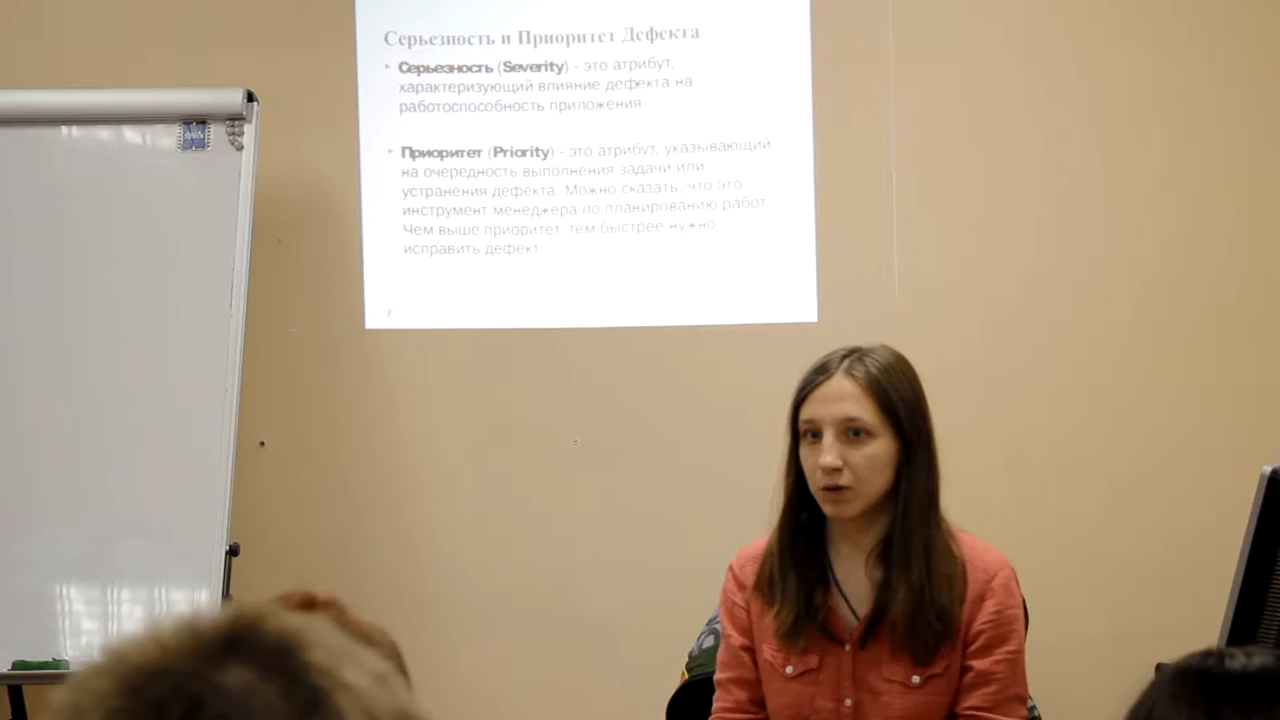 Серьезность и Приоритет Дефекта
Серьезность (Severity) - это атрибут,
характеризующий влияние дефекта на
работоспособность приложения.
Приоритет (Priority) - это атрибут, указывающий
на очередность выполнения задачи или
устранения дефекта. Можно сказать, что это
инструмент менеджера по планированию работ.
Чем выше приоритет, тем быстрее нужно
исправить дефект.